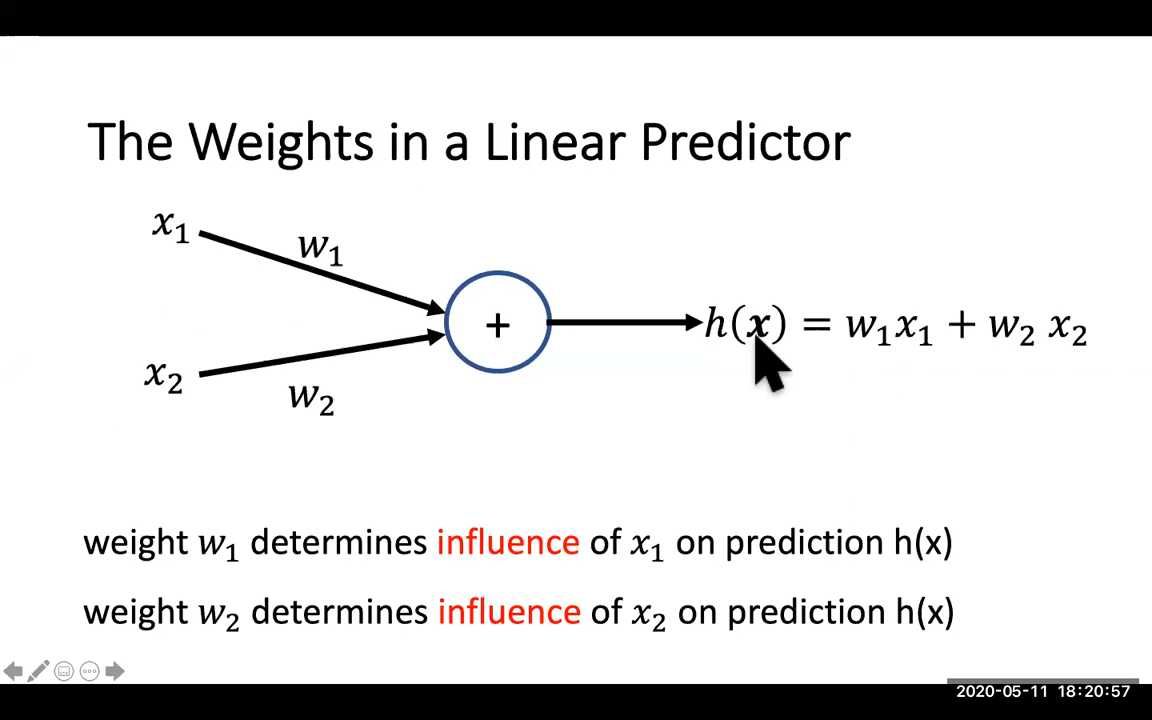 The Weights in a Linear Predictor
x₁
w₁
+
h(x) = w₁x₁ + w₂ x₂
x₂
w₂
weight w₁ determines influence of x₁ on prediction h(x)
weight w₂ determines influence of x₂ on prediction h(x)
2020-05-11 18:20:57